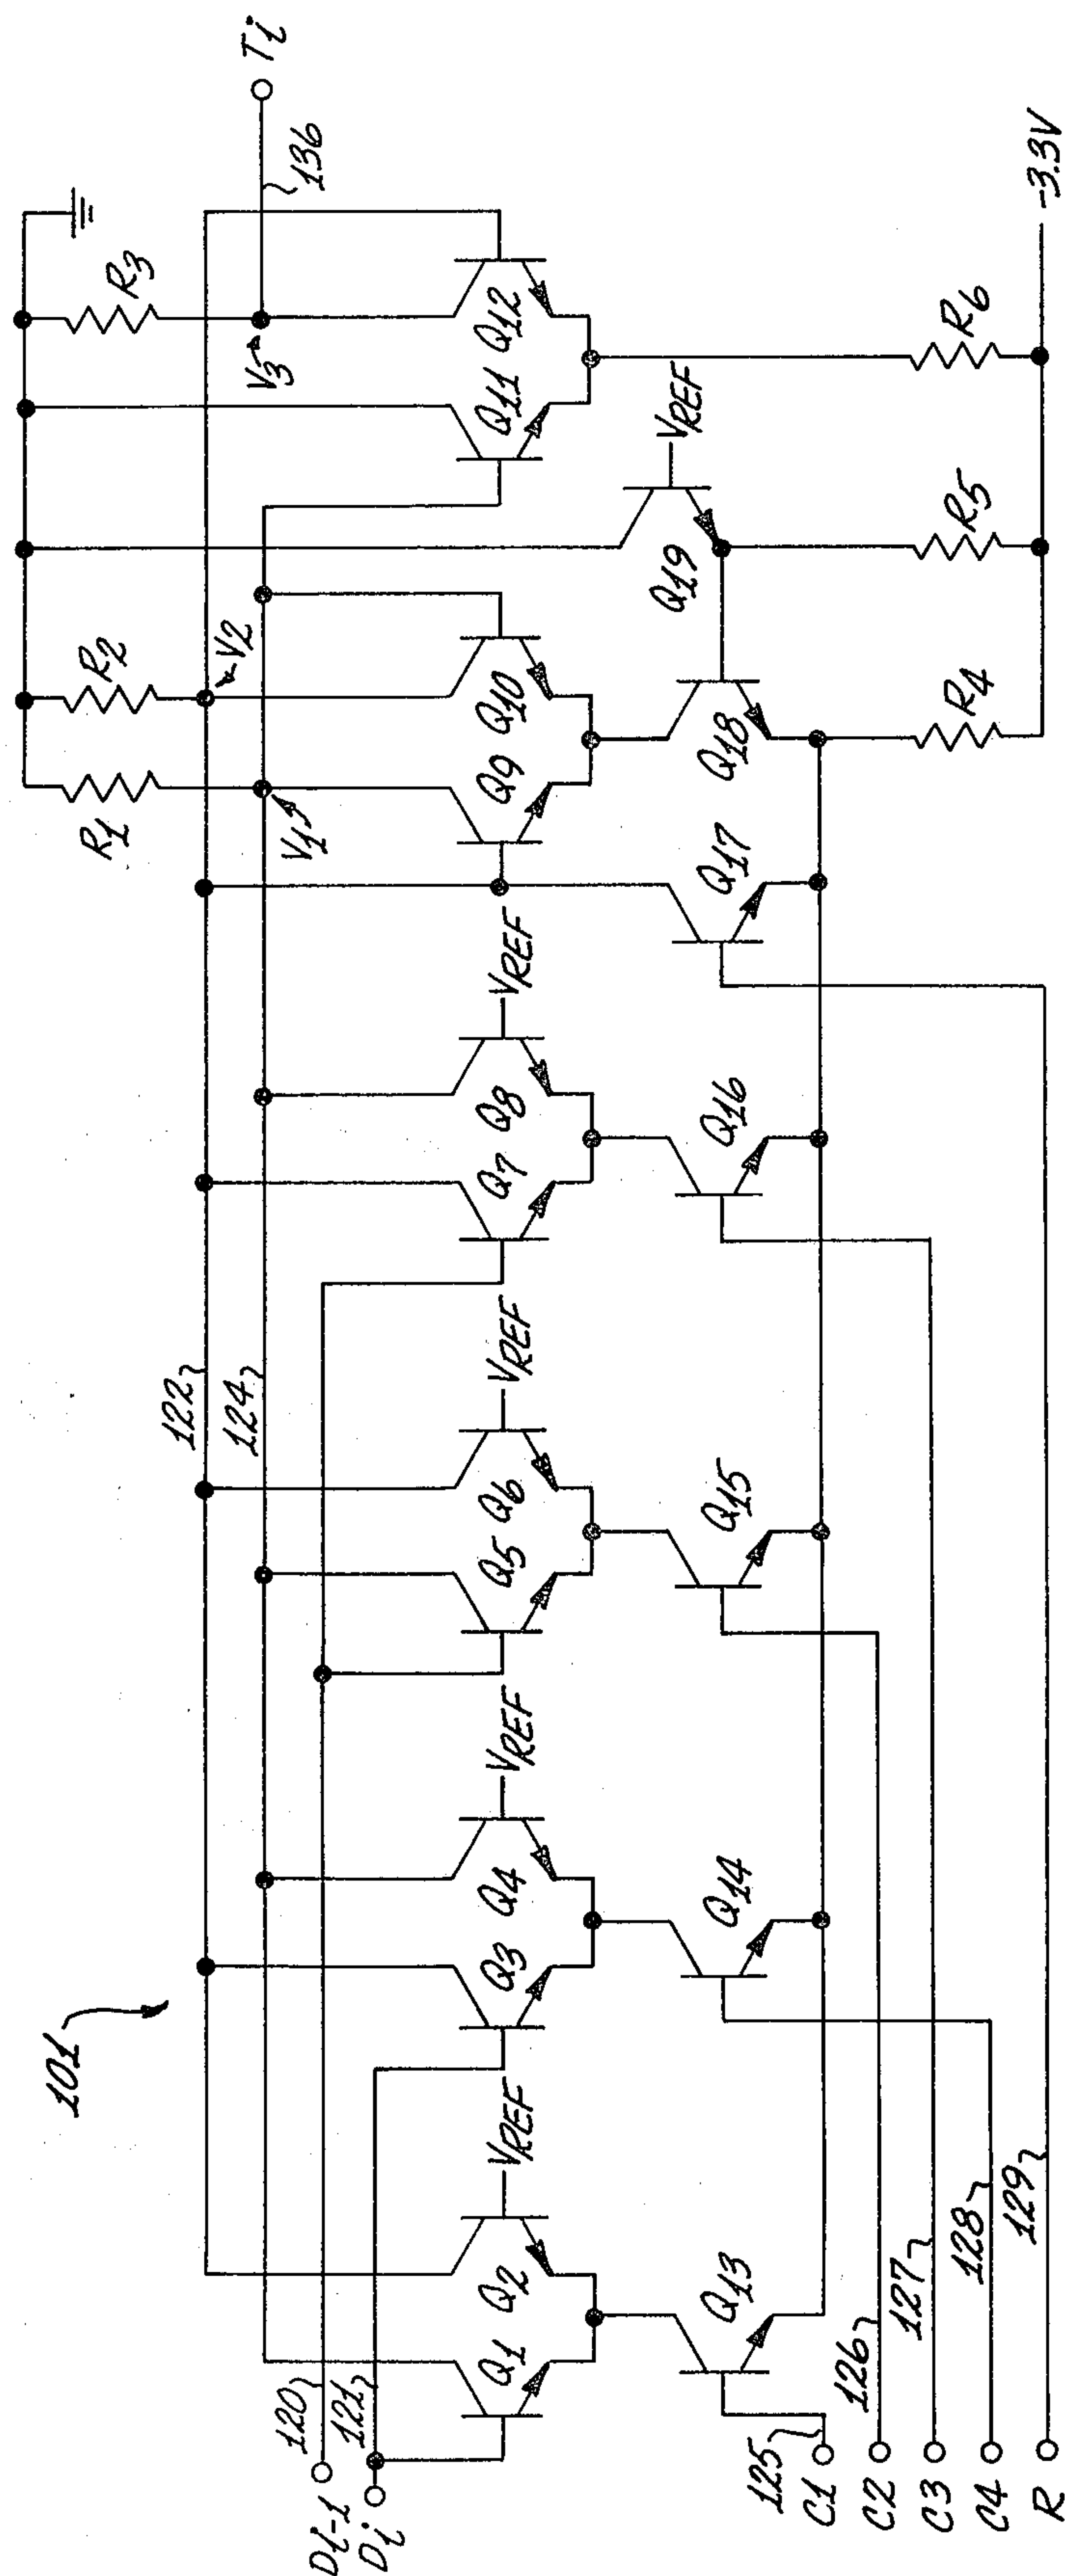 101
122
124
120
121
Di-1
Di
Q1
Q2
VREF
Q3
Q4
VREF
Q5
Q6
VREF
Q7
Q8
VREF
Q9
Q10
Q11
Q12
R1
R2
R3
V1
V2
V3
136
Ti
Q13
Q14
Q15
Q16
Q17
Q18
Q19
VREF
R4
R5
R6
-3.3V
125
C1
126
C2
127
C3
128
C4
129
R